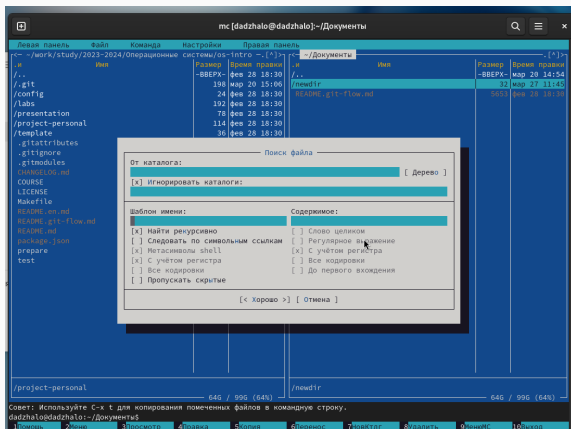 mc [dadzhalo@dadzhalo]:~/Документы
Левая панель Файл Команда Настройки Правая панель
<- ~/work/study/2023-2024/Операционные системы/os-intro -.[^]>
<- ~/Документы -.[^]>
.и Имя Размер Время правки
/.. -ВВЕРХ- фев 28 18:30
/.git 198 мар 20 15:06
/config 24 фев 28 18:30
/labs 192 фев 28 18:30
/presentation 78 фев 28 18:30
/project-personal 114 фев 28 18:30
/template 36 фев 28 18:30
.gitattributes
.gitignore
.gitmodules
CHANGELOG.md
COURSE
LICENSE
Makefile
README.en.md
README.git-flow.md
README.md
package.json
prepare
test
.и Имя Размер Время правки
/.. -ВВЕРХ- мар 20 14:54
/newdir 32 мар 27 11:45
README.git-flow.md 5653 фев 28 18:30
Поиск файла
От каталога:
[ Дерево ]
[x] Игнорировать каталоги:
Шаблон имени:
[x] Найти рекурсивно
[ ] Следовать по символьным ссылкам
[x] Метасимволы shell
[x] С учётом регистра
[ ] Все кодировки
[ ] Пропускать скрытые
Содержимое:
[ ] Слово целиком
[ ] Регулярное выражение
[x] С учётом регистра
[ ] Все кодировки
[ ] До первого вхождения
[< Хорошо >] [ Отмена ]
/project-personal
64G / 99G (64%)
/newdir
64G / 99G (64%)
Совет: Используйте C-x t для копирования помеченных файлов в командную строку.
dadzhalo@dadzhalo:~/Документы$
1Помощь 2Меню 3Просмотр 4Правка 5Копия 6Перенос 7НовКтлг 8Удалить 9МенюMC 10Выход